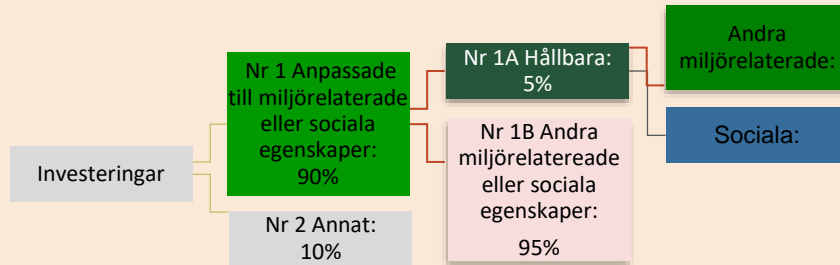 Investeringar
Nr 1 Anpassade
till miljörelaterade
eller sociala
egenskaper:
90%
Nr 2 Annat:
10%
Nr 1A Hållbara:
5%
Nr 1B Andra
miljörelatereade
eller sociala
egenskaper:
95%
Andra
miljörelaterade:
Sociala: